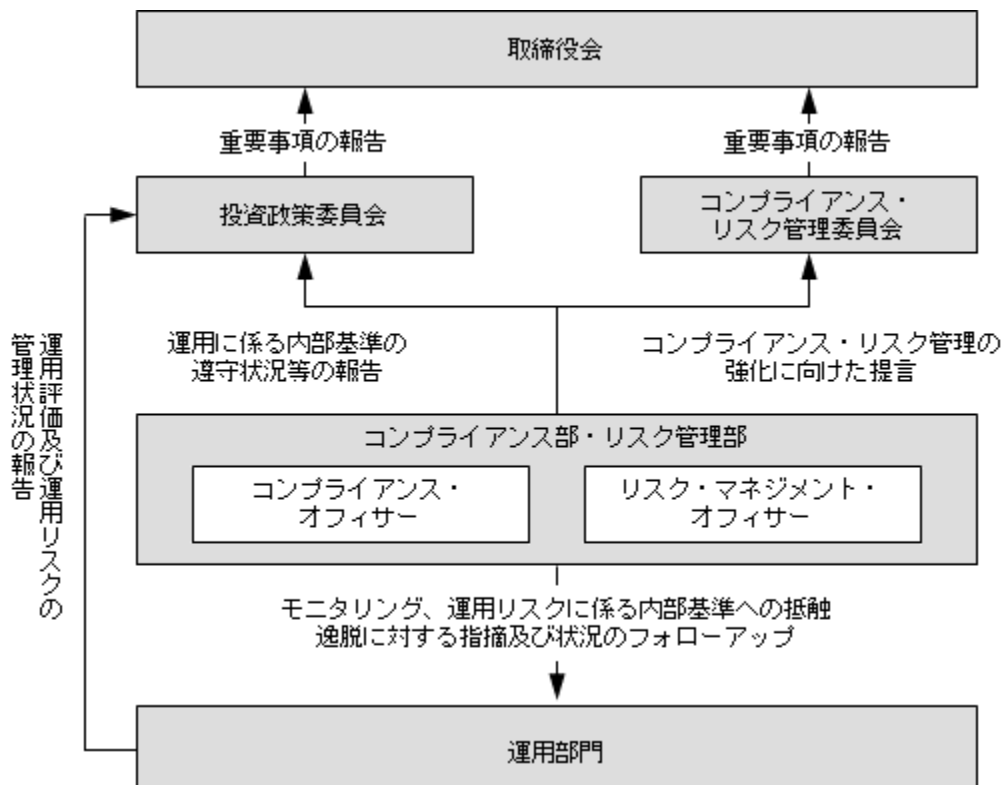 取締役会
重要事項の報告
重要事項の報告
投資政策委員会
コンプライアンス・
リスク管理委員会
運用に係る内部基準の
遵守状況等の報告
コンプライアンス・リスク管理の
強化に向けた提言
運用評価及び運用リスクの
管理状況の報告
コンプライアンス部・リスク管理部
コンプライアンス・
オフィサー
リスク・マネジメント・
オフィサー
モニタリング、運用リスクに係る内部基準への抵触
逸脱に対する指摘及び状況のフォローアップ
運用部門